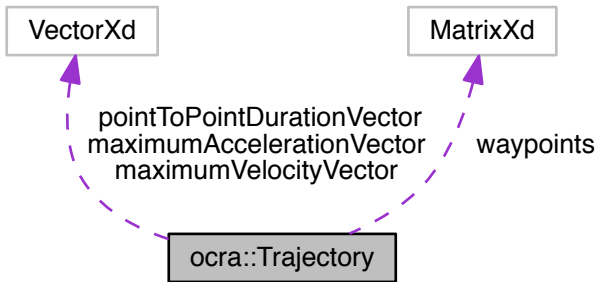 VectorXd
MatrixXd
pointToPointDurationVector
maximumAccelerationVector
maximumVelocityVector
waypoints
ocra::Trajectory